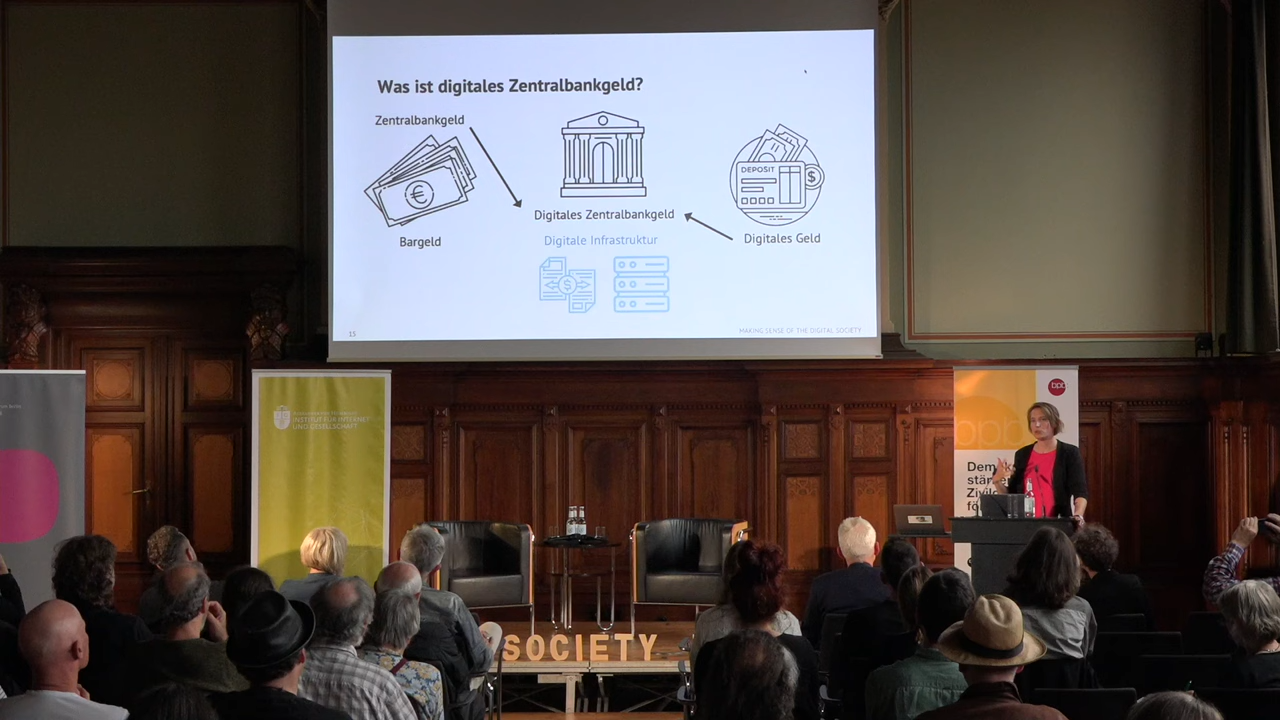 Was ist digitales Zentralbankgeld?
Zentralbankgeld
€
DEPOSIT
$
Digitales Zentralbankgeld
Bargeld
Digitale Infrastruktur
Digitales Geld
$
15
MAKING SENSE OF THE DIGITAL SOCIETY
INSTITUT FÜR INTERNET
UND GESELLSCHAFT
bpb
bpb
SOCIETY